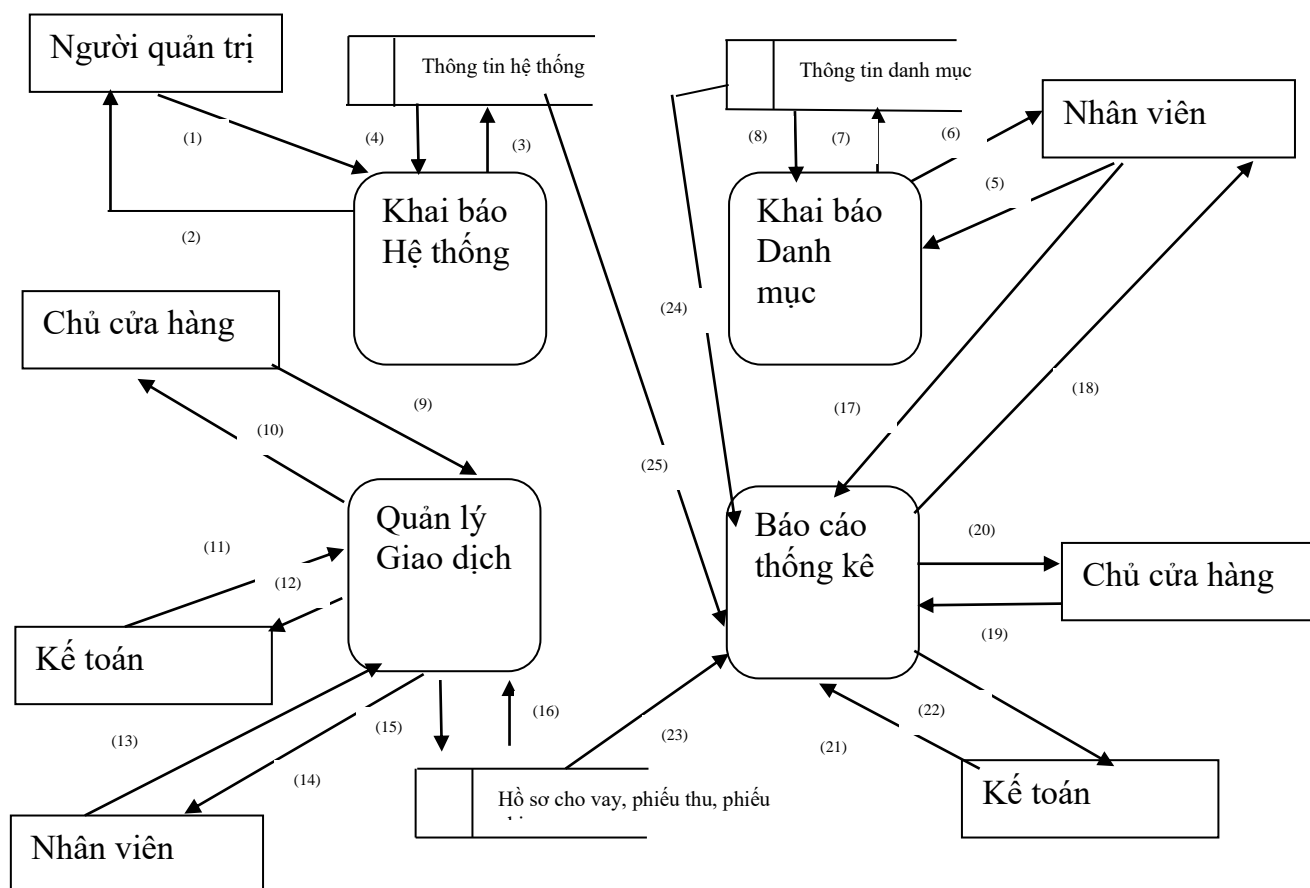 Người quản trị
Thông tin hệ thống
Thông tin danh mục
Nhân viên
(1)
(4)
(3)
(8)
(7)
(6)
(5)
(2)
Khai báo
Hệ thống
Khai báo
Danh
mục
Chủ cửa hàng
(24)
(9)
(10)
(17)
(18)
(25)
Quản lý
Giao dịch
Báo cáo
thống kê
(11)
(12)
(20)
Chủ cửa hàng
(19)
Kế toán
(13)
(15)
(16)
(14)
(23)
(22)
(21)
Hồ sơ cho vay, phiếu thu, phiếu
Kế toán
Nhân viên